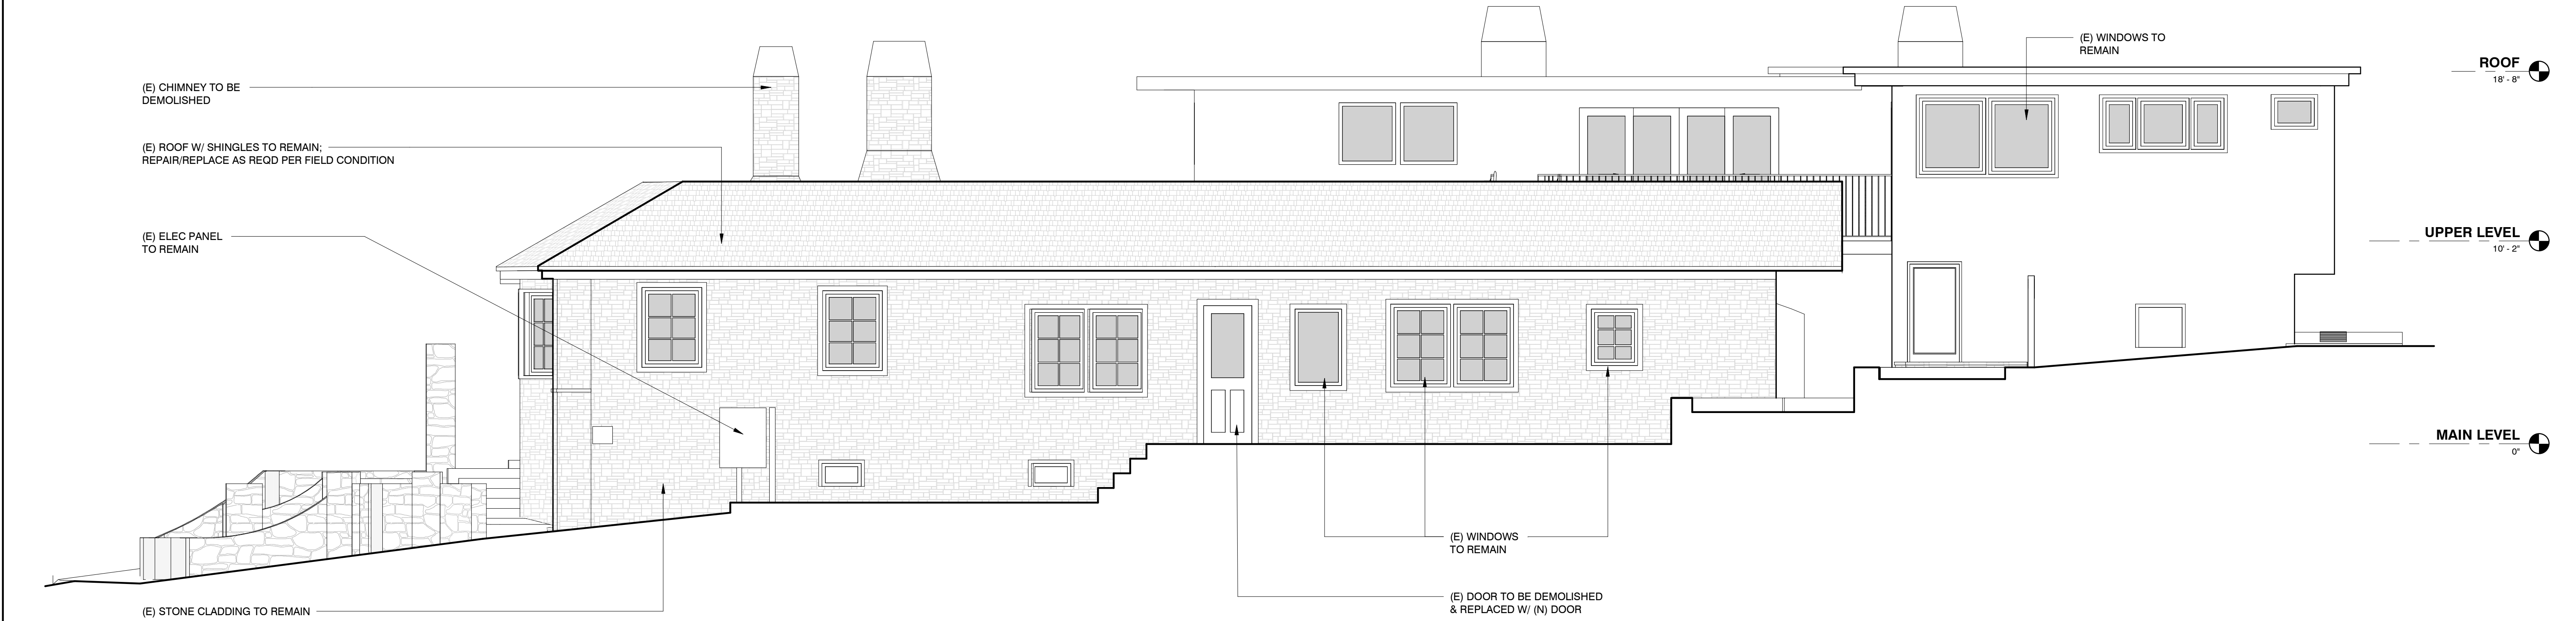 (E) WINDOWS TO
REMAIN
ROOF
18' - 8"
(E) CHIMNEY TO BE
DEMOLISHED
(E) ROOF W/ SHINGLES TO REMAIN;
REPAIR/REPLACE AS REQD PER FIELD CONDITION
(E) ELEC PANEL
TO REMAIN
UPPER LEVEL
10' - 2"
MAIN LEVEL
0"
(E) WINDOWS
TO REMAIN
(E) STONE CLADDING TO REMAIN
(E) DOOR TO BE DEMOLISHED
& REPLACED W/ (N) DOOR